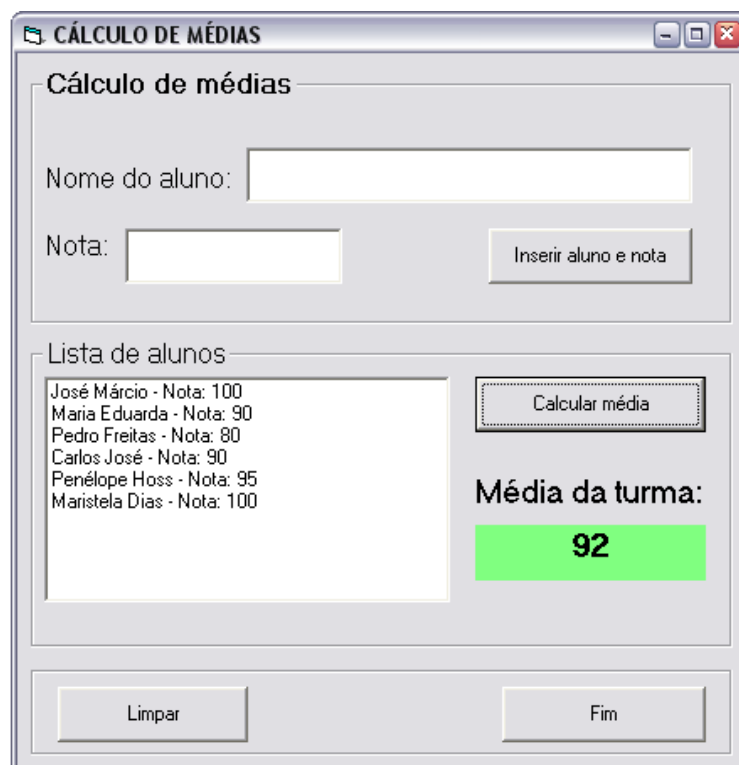 CÁLCULO DE MÉDIAS
Cálculo de médias
Nome do aluno:
Nota:
Inserir aluno e nota
Lista de alunos
José Márcio - Nota: 100
Maria Eduarda - Nota: 90
Pedro Freitas - Nota: 80
Carlos José - Nota: 90
Penélope Hoss - Nota: 95
Maristela Dias - Nota: 100
Calcular média
Média da turma:
92
Limpar
Fim